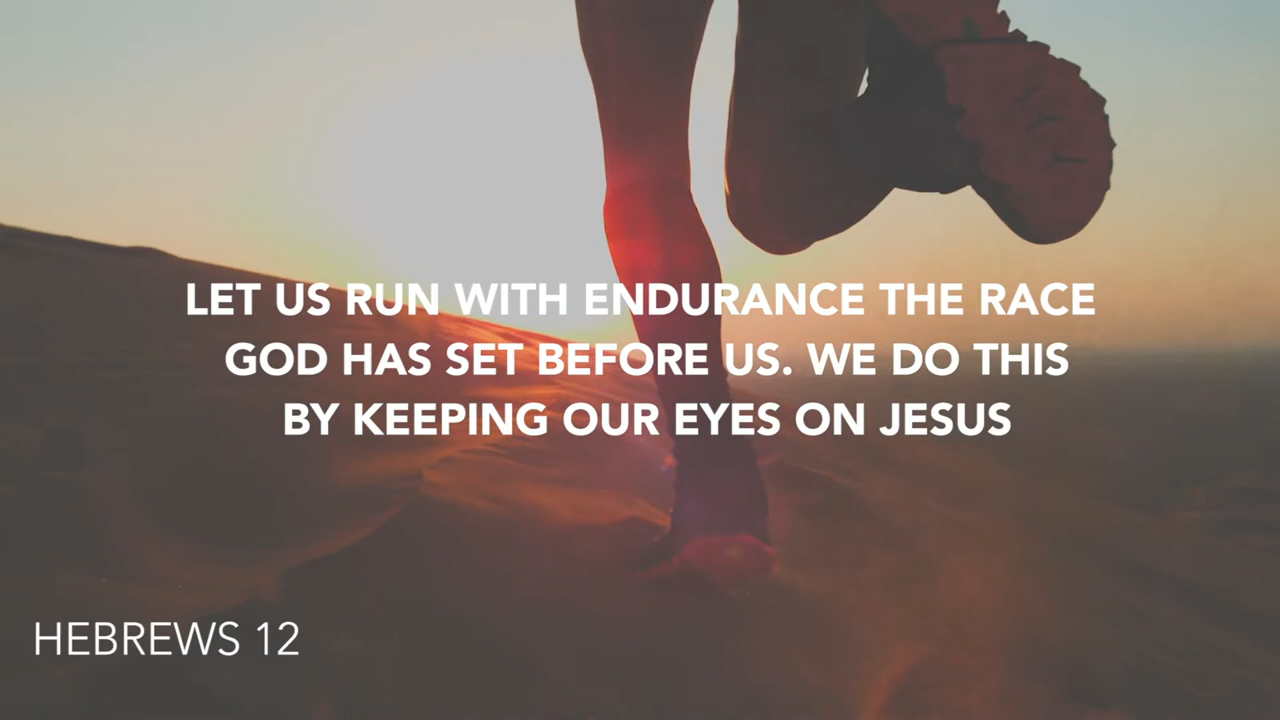 LET US RUN WITH ENDURANCE THE RACE
GOD HAS SET BEFORE US. WE DO THIS
BY KEEPING OUR EYES ON JESUS
HEBREWS 12